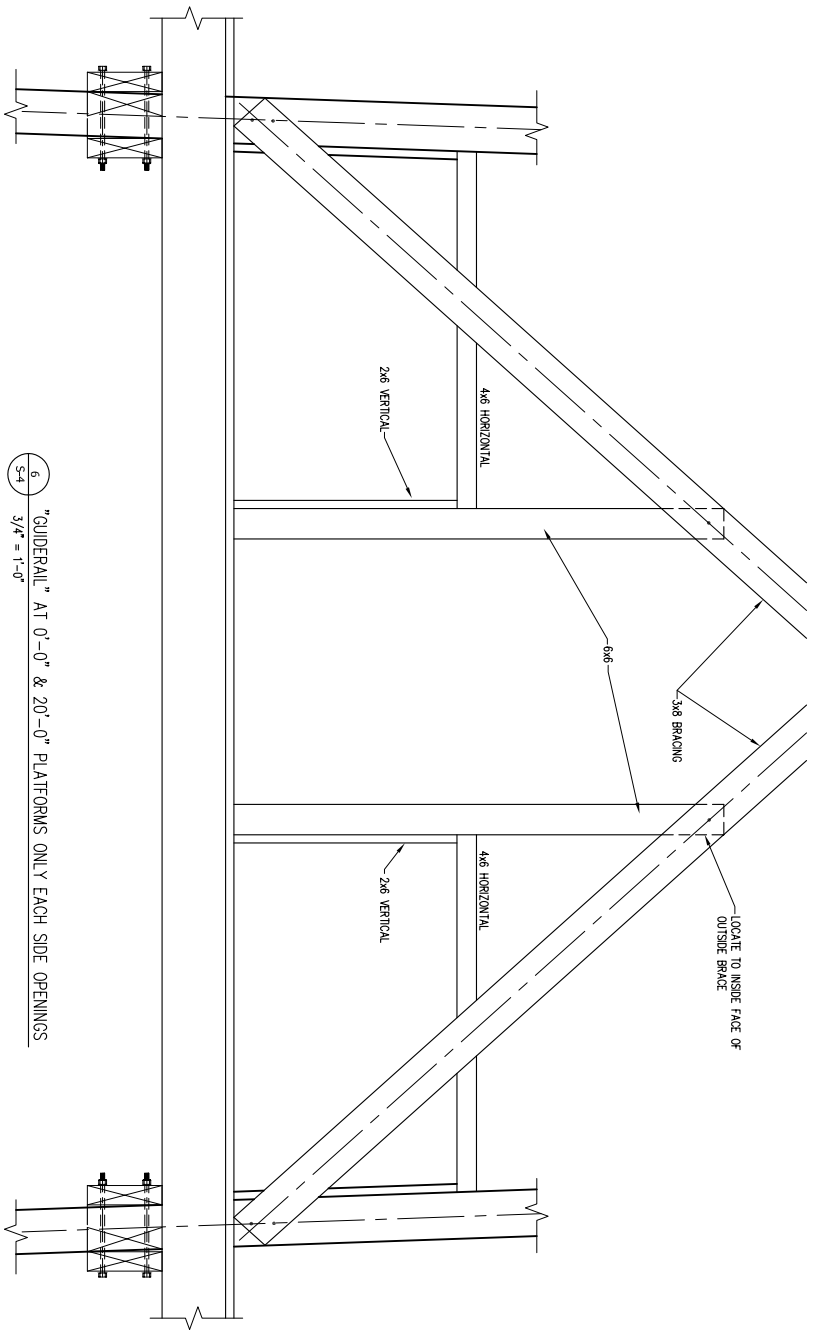 LOCATE TO INSIDE FACE OF
OUTSIDE BRACE
3x8 BRACING
6x6
4x6 HORIZONTAL
4x6 HORIZONTAL
2x6 VERTICAL
2x6 VERTICAL
6
S-4
"GUIDERAIL" AT 0'-0" & 20'-0" PLATFORMS ONLY EACH SIDE OPENINGS
3/4" = 1'-0"